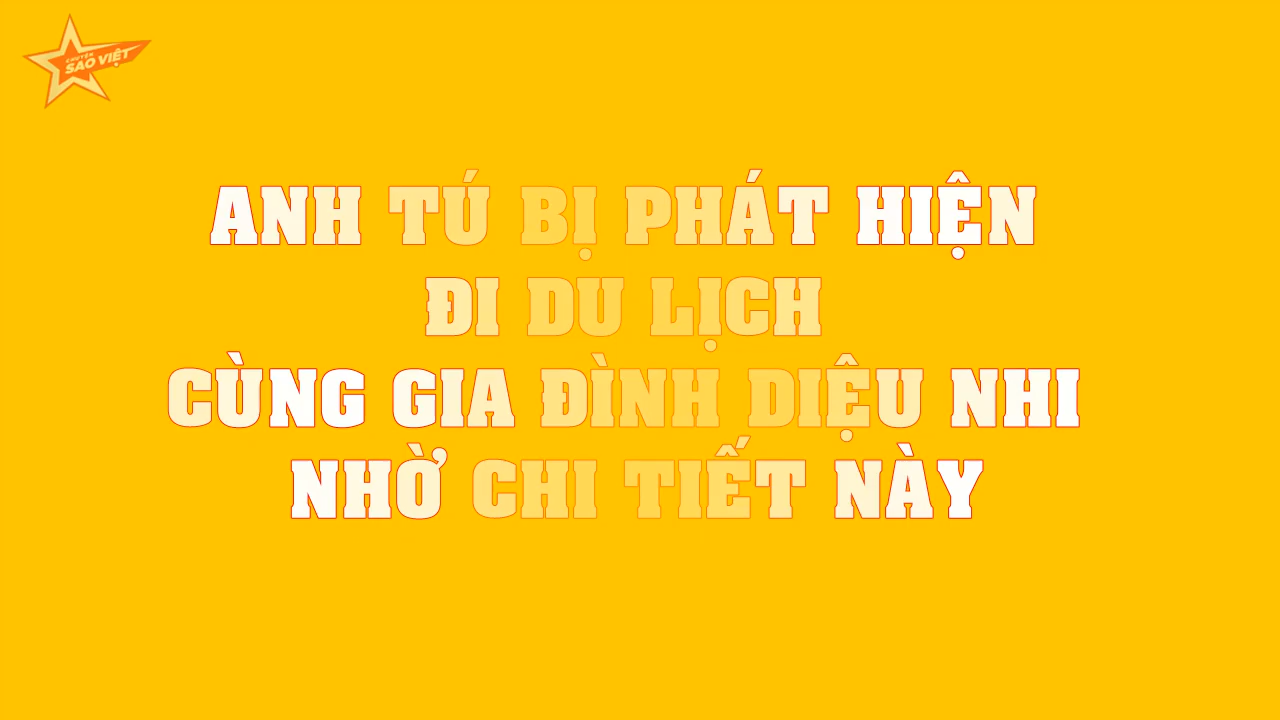 CHUYỆN
SAO VIỆT
ANH TÚ BỊ PHÁT HIỆN
ĐI DU LỊCH
CÙNG GIA ĐÌNH DIỆU NHI
NHỜ CHI TIẾT NÀY